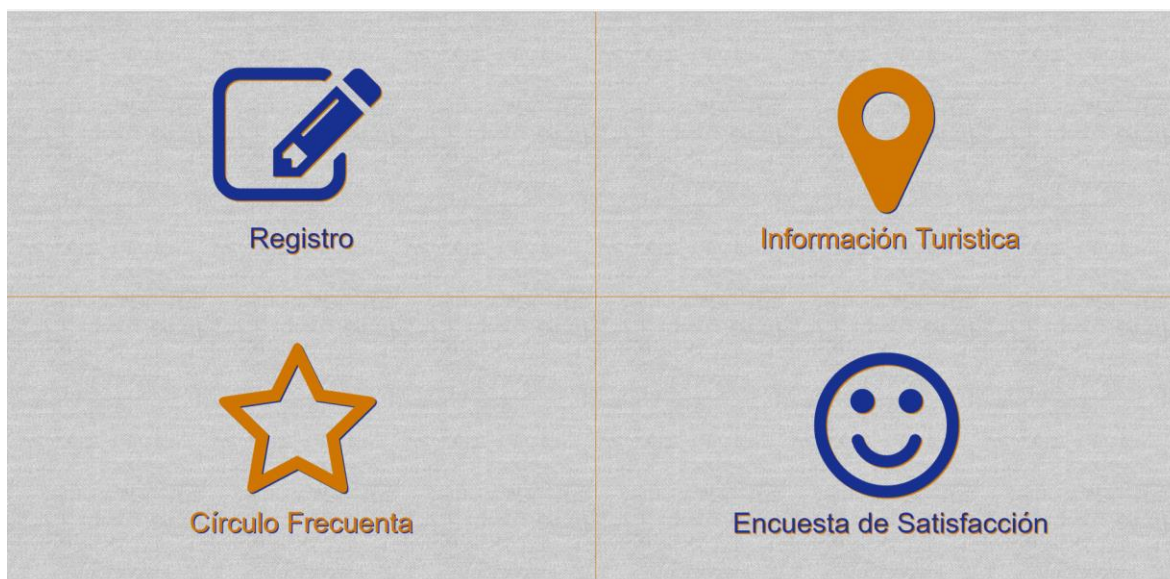 Registro
Información Turistica
Círculo Frecuenta
Encuesta de Satisfacción